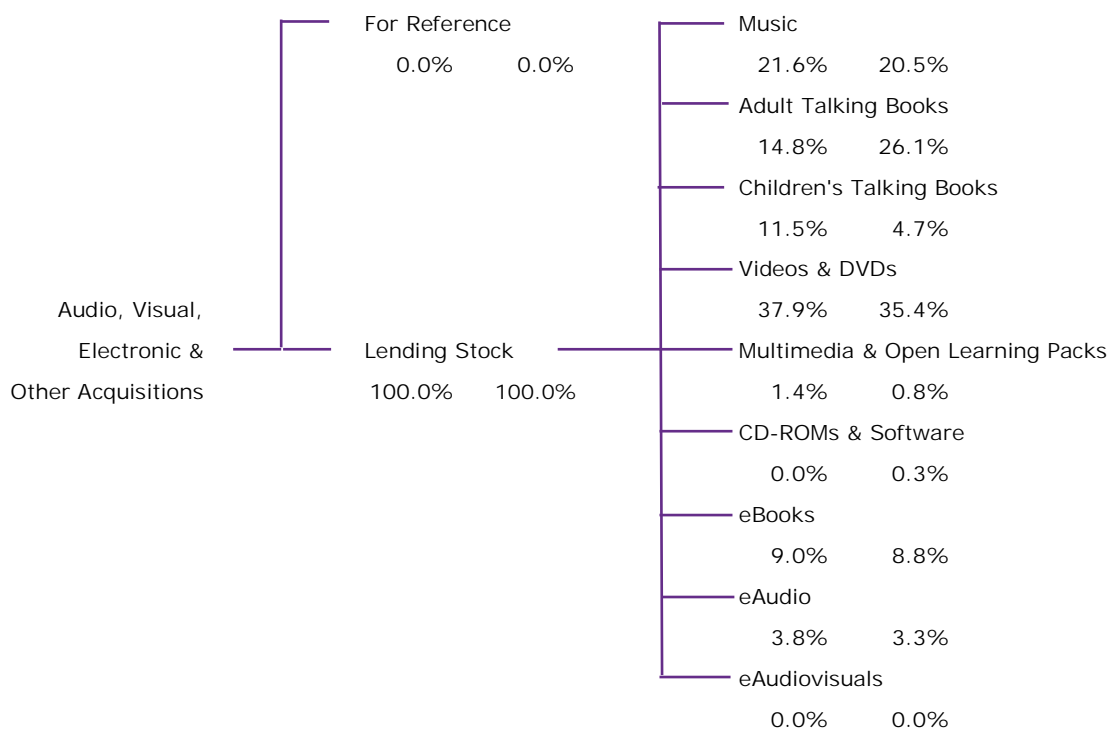 For Reference
0.0% 0.0%
Audio, Visual,
Electronic &
Other Acquisitions
Lending Stock
100.0% 100.0%
Music
21.6% 20.5%
Adult Talking Books
14.8% 26.1%
Children's Talking Books
11.5% 4.7%
Videos & DVDs
37.9% 35.4%
Multimedia & Open Learning Packs
1.4% 0.8%
CD-ROMs & Software
0.0% 0.3%
eBooks
9.0% 8.8%
eAudio
3.8% 3.3%
eAudiovisuals
0.0% 0.0%